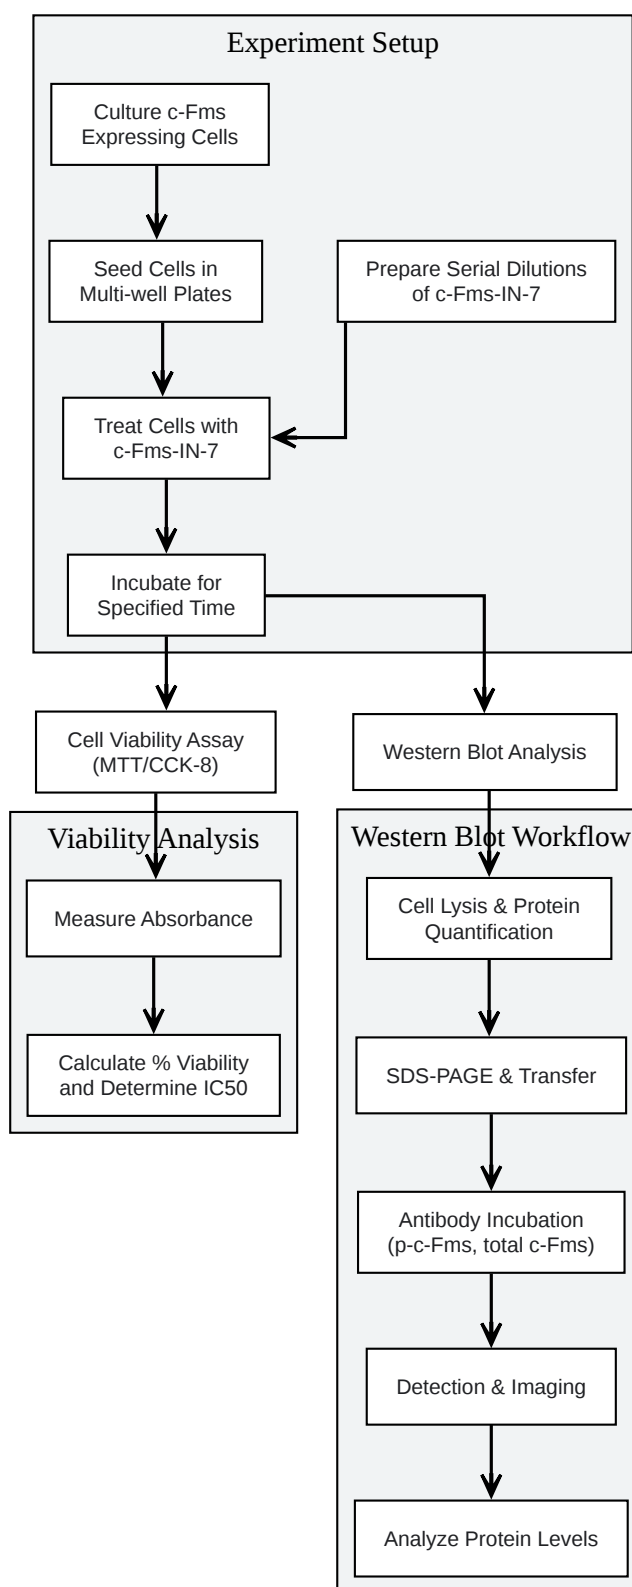 Experiment Setup
Culture c-Fms
Expressing Cells
Seed Cells in
Multi-well Plates
Prepare Serial Dilutions
of c-Fms-IN-7
Treat Cells with
c-Fms-IN-7
Incubate for
Specified Time
Cell Viability Assay
(MTT/CCK-8)
Western Blot Analysis
Viability Analysis
Measure Absorbance
Calculate % Viability
and Determine IC50
Western Blot Workflow
Cell Lysis & Protein
Quantification
SDS-PAGE & Transfer
Antibody Incubation
(p-c-Fms, total c-Fms)
Detection & Imaging
Analyze Protein Levels